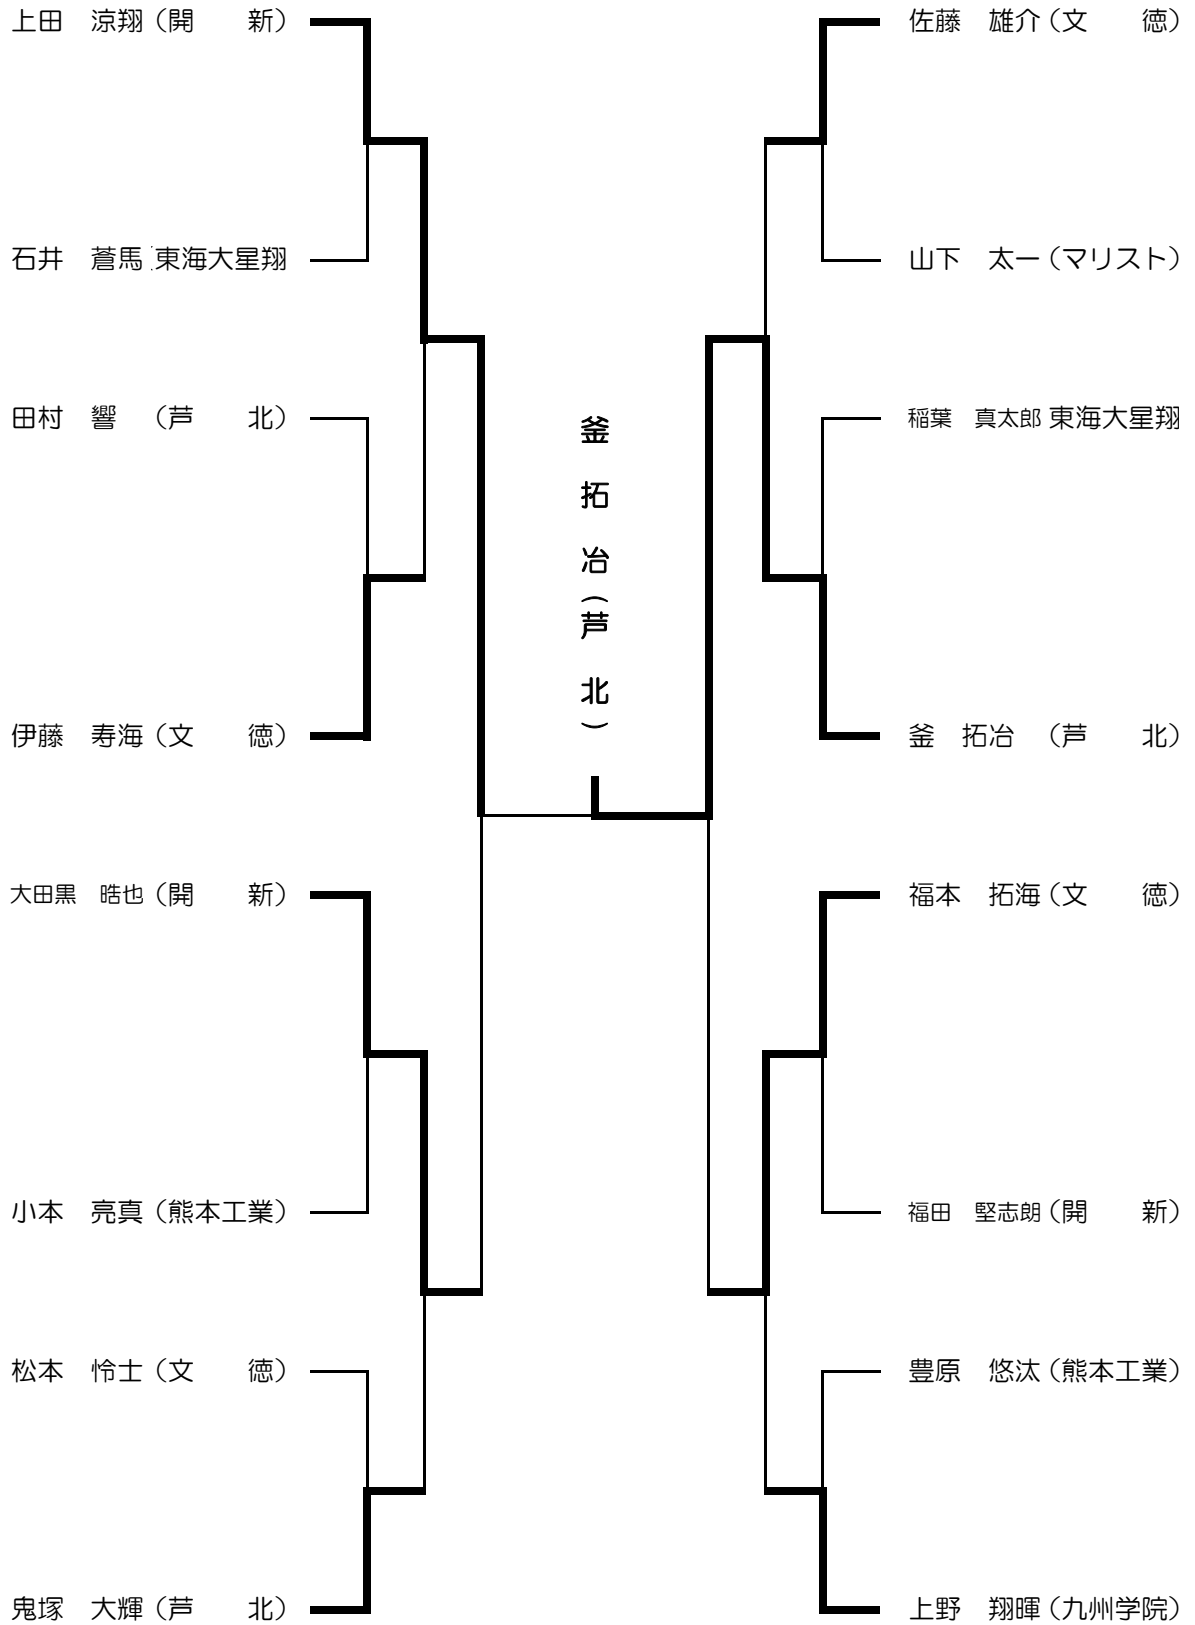 上田　涼翔（開　　新）
石井　蒼馬 東海大星翔
田村　響　（芦　　北）
伊藤　寿海（文　　徳）
大田黒　晧也（開　　新）
小本　亮真（熊本工業）
松本　怜士（文　　徳）
鬼塚　大輝（芦　　北）
釜　拓冶（芦　北）
佐藤　雄介（文　　徳）
山下　太一（マリスト）
稲葉　真太郎 東海大星翔
釜　拓冶　（芦　　北）
福本　拓海（文　　徳）
福田　堅志朗（開　　新）
豊原　悠汰（熊本工業）
上野　翔暉（九州学院）